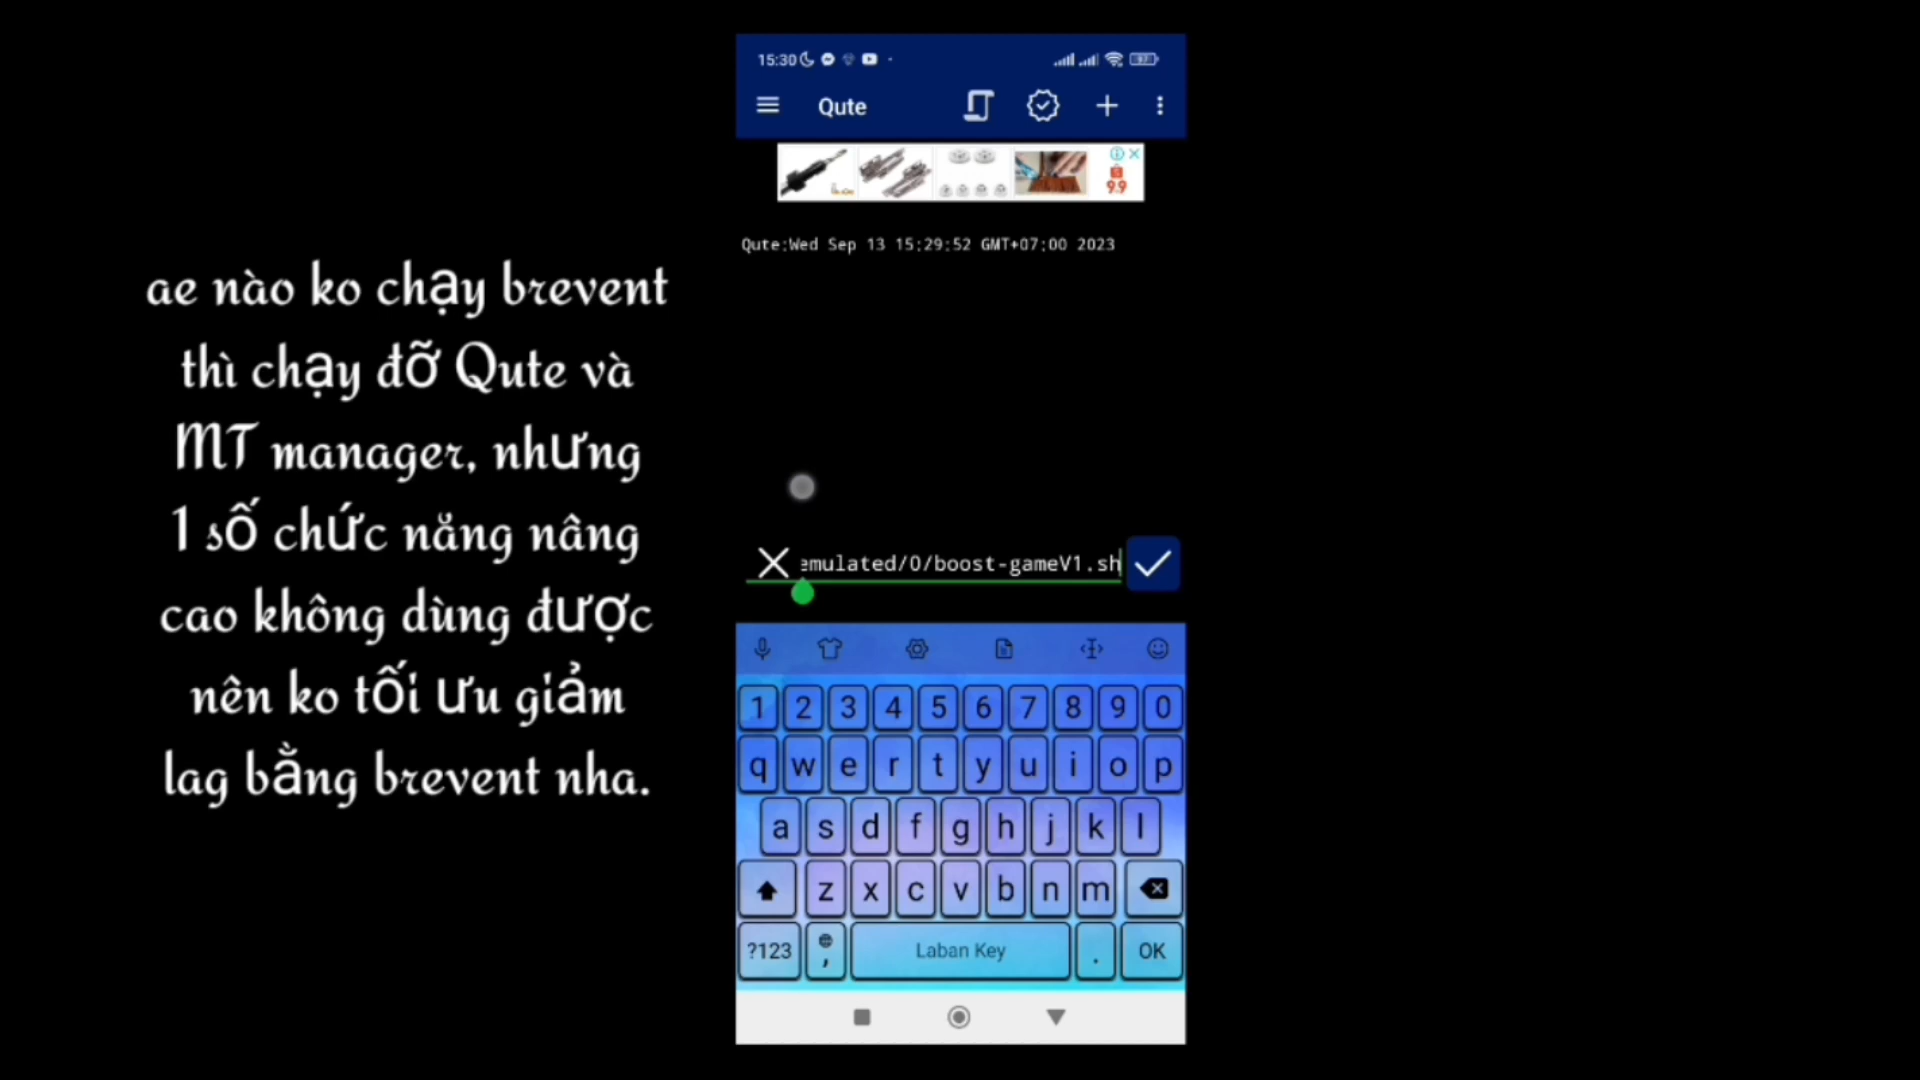 ae nào ko chạy brevent
thì chạy đỡ Qute và
MT manager, nhưng
1 số chức năng nâng
cao không dùng được
nên ko tối ưu giảm
lag bằng brevent nha.
15:30
97
Qute
9.9
Qute:Wed Sep 13 15:29:52 GMT+07:00 2023
emulated/0/boost-gameV1.sh
1 2 3 4 5 6 7 8 9 0
q w e r t y u i o p
a s d f g h j k l
z x c v b n m
?123 , Laban Key . OK